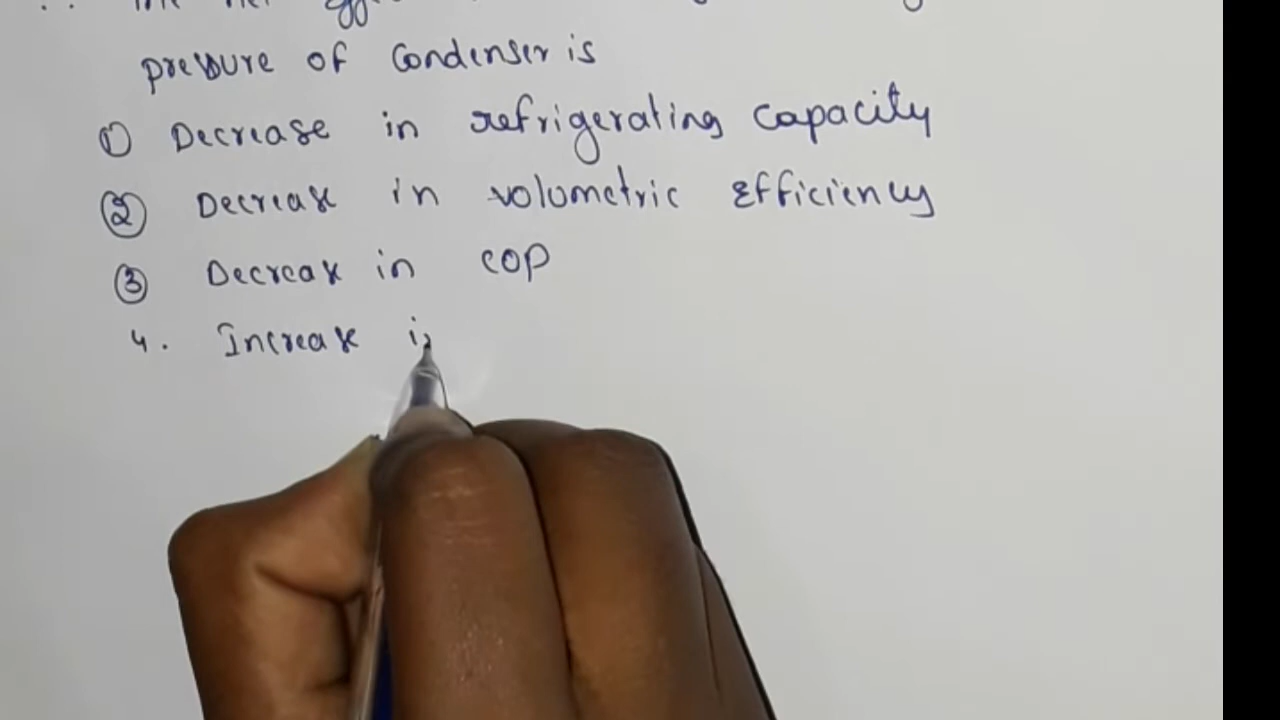 pressure of Condenser is
① Decrease in refrigerating capacity
② Decrease in volumetric Efficiency
③ Decrease in COP
4. Increase in